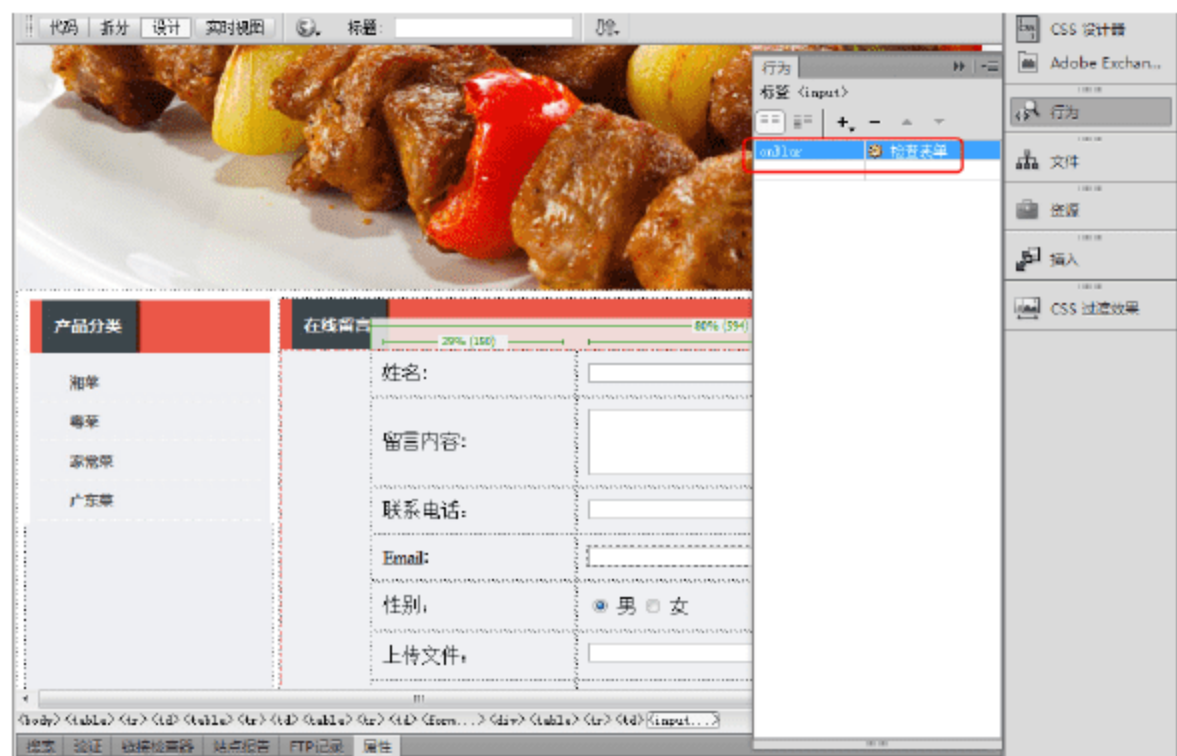 代码 拆分 设计 实时视图 标题:
CSS 设计器
Adobe Exchan...
行为
文件
资源
插入
CSS 过渡效果
行为
标签 <input>
onBlur 检查表单
产品分类
湘菜
粤菜
家常菜
广东菜
在线留言
80% (594)
29% (150)
姓名:
留言内容:
联系电话:
Email:
性别:
男 女
上传文件:
<body> <table> <tr> <td> <table> <tr> <td> <table> <tr> <td> <form...> <div> <table> <tr> <td> <input...>
搜索 验证 链接检查器 站点报告 FTP记录 属性